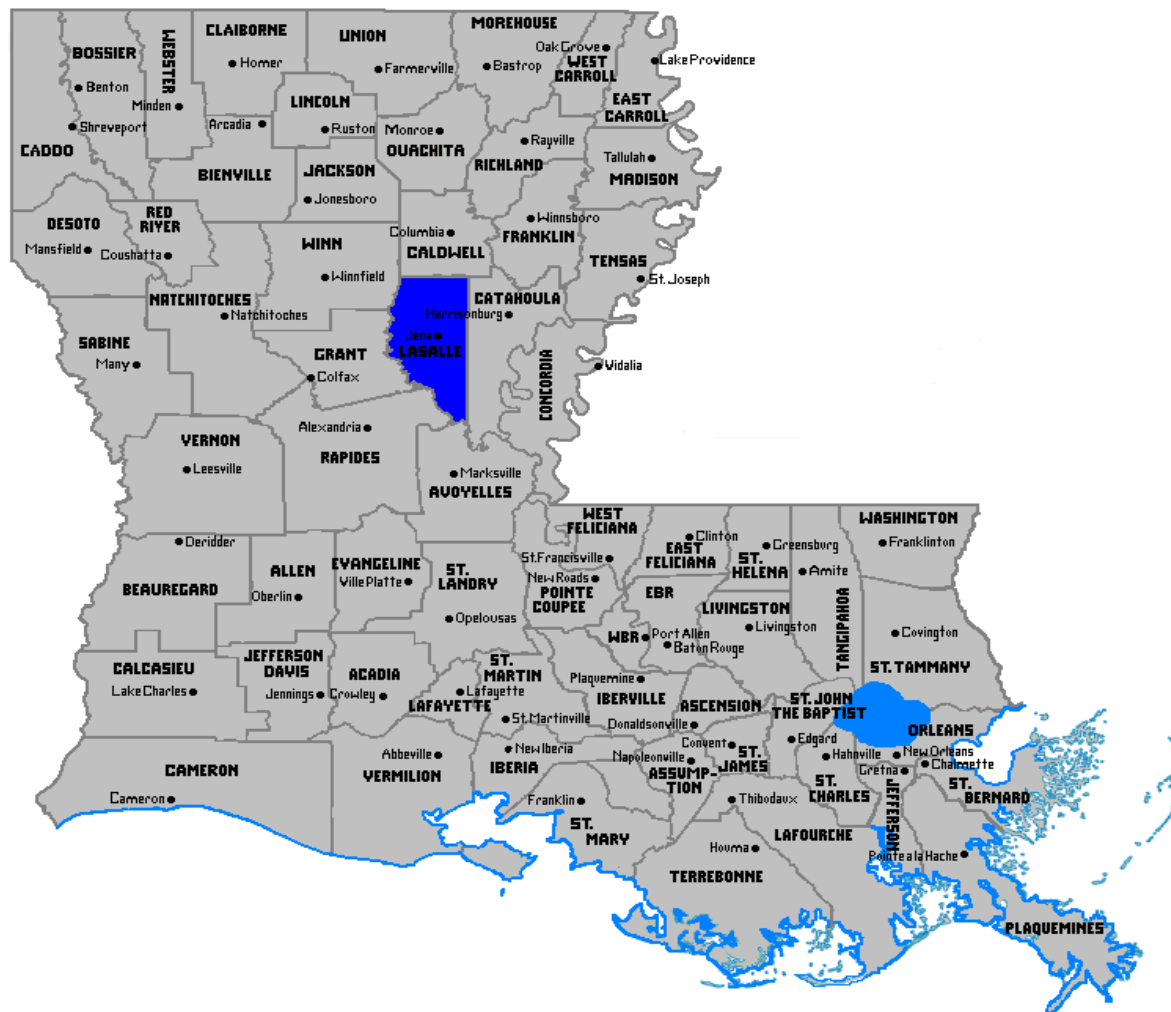 MOREHOUSE
CLAIBORNE
UNION
WEBSTER
BOSSIER
Oak Grove
WEST
CARROLL
Homer
Farmerville
Bastrop
Lake Providence
Benton
LINCOLN
EAST
CARROLL
Minden
Shreveport
Arcadia
Ruston
Monroe
OUACHITA
Rayville
CADDO
RICHLAND
Tallulah
MADISON
BIENVILLE
JACKSON
Jonesboro
RED
RIVER
DESOTO
Winnsboro
FRANKLIN
Columbia
CALDWELL
WINN
Mansfield
Coushatta
TENSAS
Winnfield
St. Joseph
NATCHITOCHES
Natchitoches
CATAHOULA
Harrisonburg
SABINE
Many
GRANT
Colfax
Jena
LASALLE
CONCORDIA
Vidalia
VERNON
Leesville
Alexandria
RAPIDES
Marksville
AVOYELLES
WEST
FELICIANA
WASHINGTON
Franklinton
Deridder
Clinton
EAST
FELICIANA
Greensburg
ST.
HELENA
St. Francisville
Amite
BEAUREGARD
ALLEN
Oberlin
EVANGELINE
Ville Platte
ST.
LANDRY
Opelousas
New Roads
POINTE
COUPEE
EBR
LIVINGSTON
Livingston
TANGIPAHOA
Covington
ST. TAMMANY
WBR
Port Allen
Baton Rouge
CALCASIEU
Lake Charles
JEFFERSON
DAVIS
Jennings
ACADIA
Crowley
LAFAYETTE
Lafayette
ST.
MARTIN
St. Martinville
Plaquemine
IBERVILLE
ASCENSION
Donaldsonville
ST. JOHN
THE BAPTIST
Edgard
ORLEANS
New Orleans
Chalmette
CAMERON
Cameron
Abbeville
VERMILION
New Iberia
IBERIA
Napoleonville
ASSUMP-
TION
Convent
ST.
JAMES
Hahnville
ST.
CHARLES
Gretna
JEFFERSON
ST.
BERNARD
Franklin
ST.
MARY
Thibodaux
LAFOURCHE
Houma
TERREBONNE
Pointe a la Hache
PLAQUEMINES